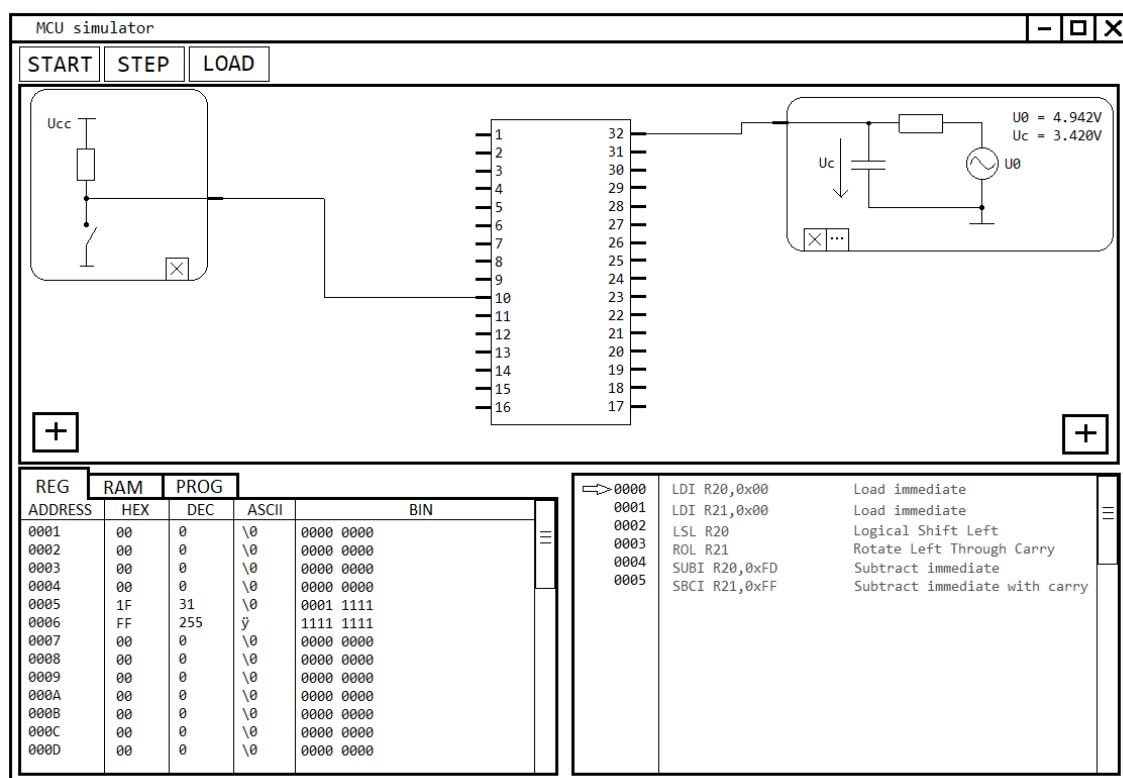 MCU simulator
START STEP LOAD
Ucc
U0 = 4.942V
Uc = 3.420V
Uc
U0
1 32
2 31
3 30
4 29
5 28
6 27
7 26
8 25
9 24
10 23
11 22
12 21
13 20
14 19
15 18
16 17
+ +
REG RAM PROG
ADDRESS HEX DEC ASCII BIN
0001 00 0 \0 0000 0000
0002 00 0 \0 0000 0000
0003 00 0 \0 0000 0000
0004 00 0 \0 0000 0000
0005 1F 31 \0 0001 1111
0006 FF 255 ÿ 1111 1111
0007 00 0 \0 0000 0000
0008 00 0 \0 0000 0000
0009 00 0 \0 0000 0000
000A 00 0 \0 0000 0000
000B 00 0 \0 0000 0000
000C 00 0 \0 0000 0000
000D 00 0 \0 0000 0000
0000 LDI R20,0x00 Load immediate
0001 LDI R21,0x00 Load immediate
0002 LSL R20 Logical Shift Left
0003 ROL R21 Rotate Left Through Carry
0004 SUBI R20,0xFD Subtract immediate
0005 SBCI R21,0xFF Subtract immediate with carry